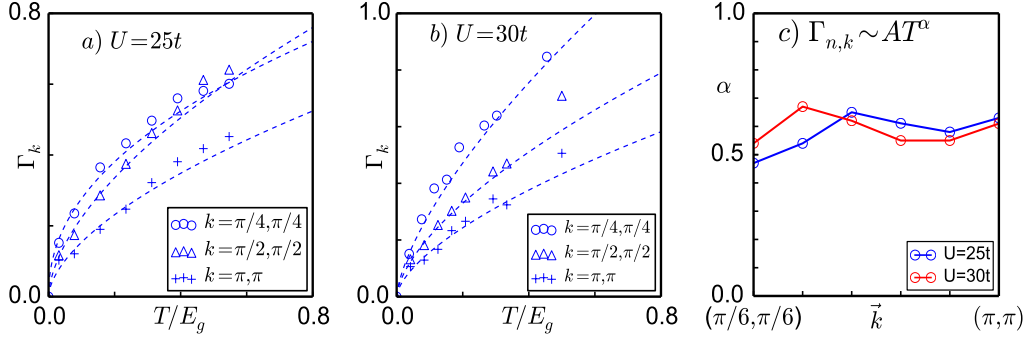 a) U=25t
0.8
0.0
Γk
k=π/4,π/4
k=π/2,π/2
k=π,π
0.0
T/Eg
0.8
b) U=30t
1.0
0.0
Γk
k=π/4,π/4
k=π/2,π/2
k=π,π
0.0
T/Eg
0.8
c) Γn,k∼AT^α
1.0
α
0.5
0.0
U=25t
U=30t
(π/6,π/6)
k⃗
(π,π)